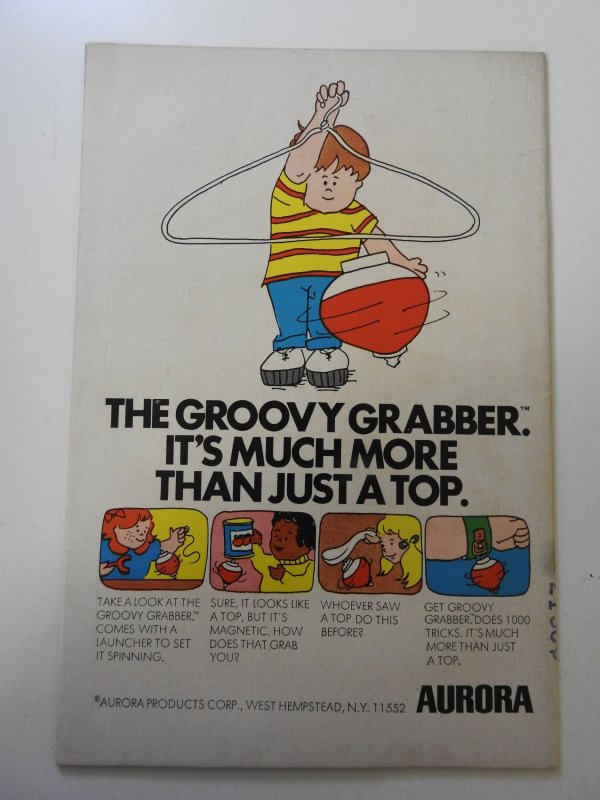 THE GROOVY GRABBER.™
IT'S MUCH MORE
THAN JUST A TOP.
TAKE A LOOK AT THE
GROOVY GRABBER.™
COMES WITH A
LAUNCHER TO SET
IT SPINNING.
SURE, IT LOOKS LIKE
A TOP, BUT IT'S
MAGNETIC, HOW
DOES THAT GRAB
YOU?
WHOEVER SAW
A TOP DO THIS
BEFORE?
GET GROOVY
GRABBER.™DOES 1000
TRICKS. IT'S MUCH
MORE THAN JUST
A TOP.
©AURORA PRODUCTS CORP., WEST HEMPSTEAD, N.Y. 11552
AURORA